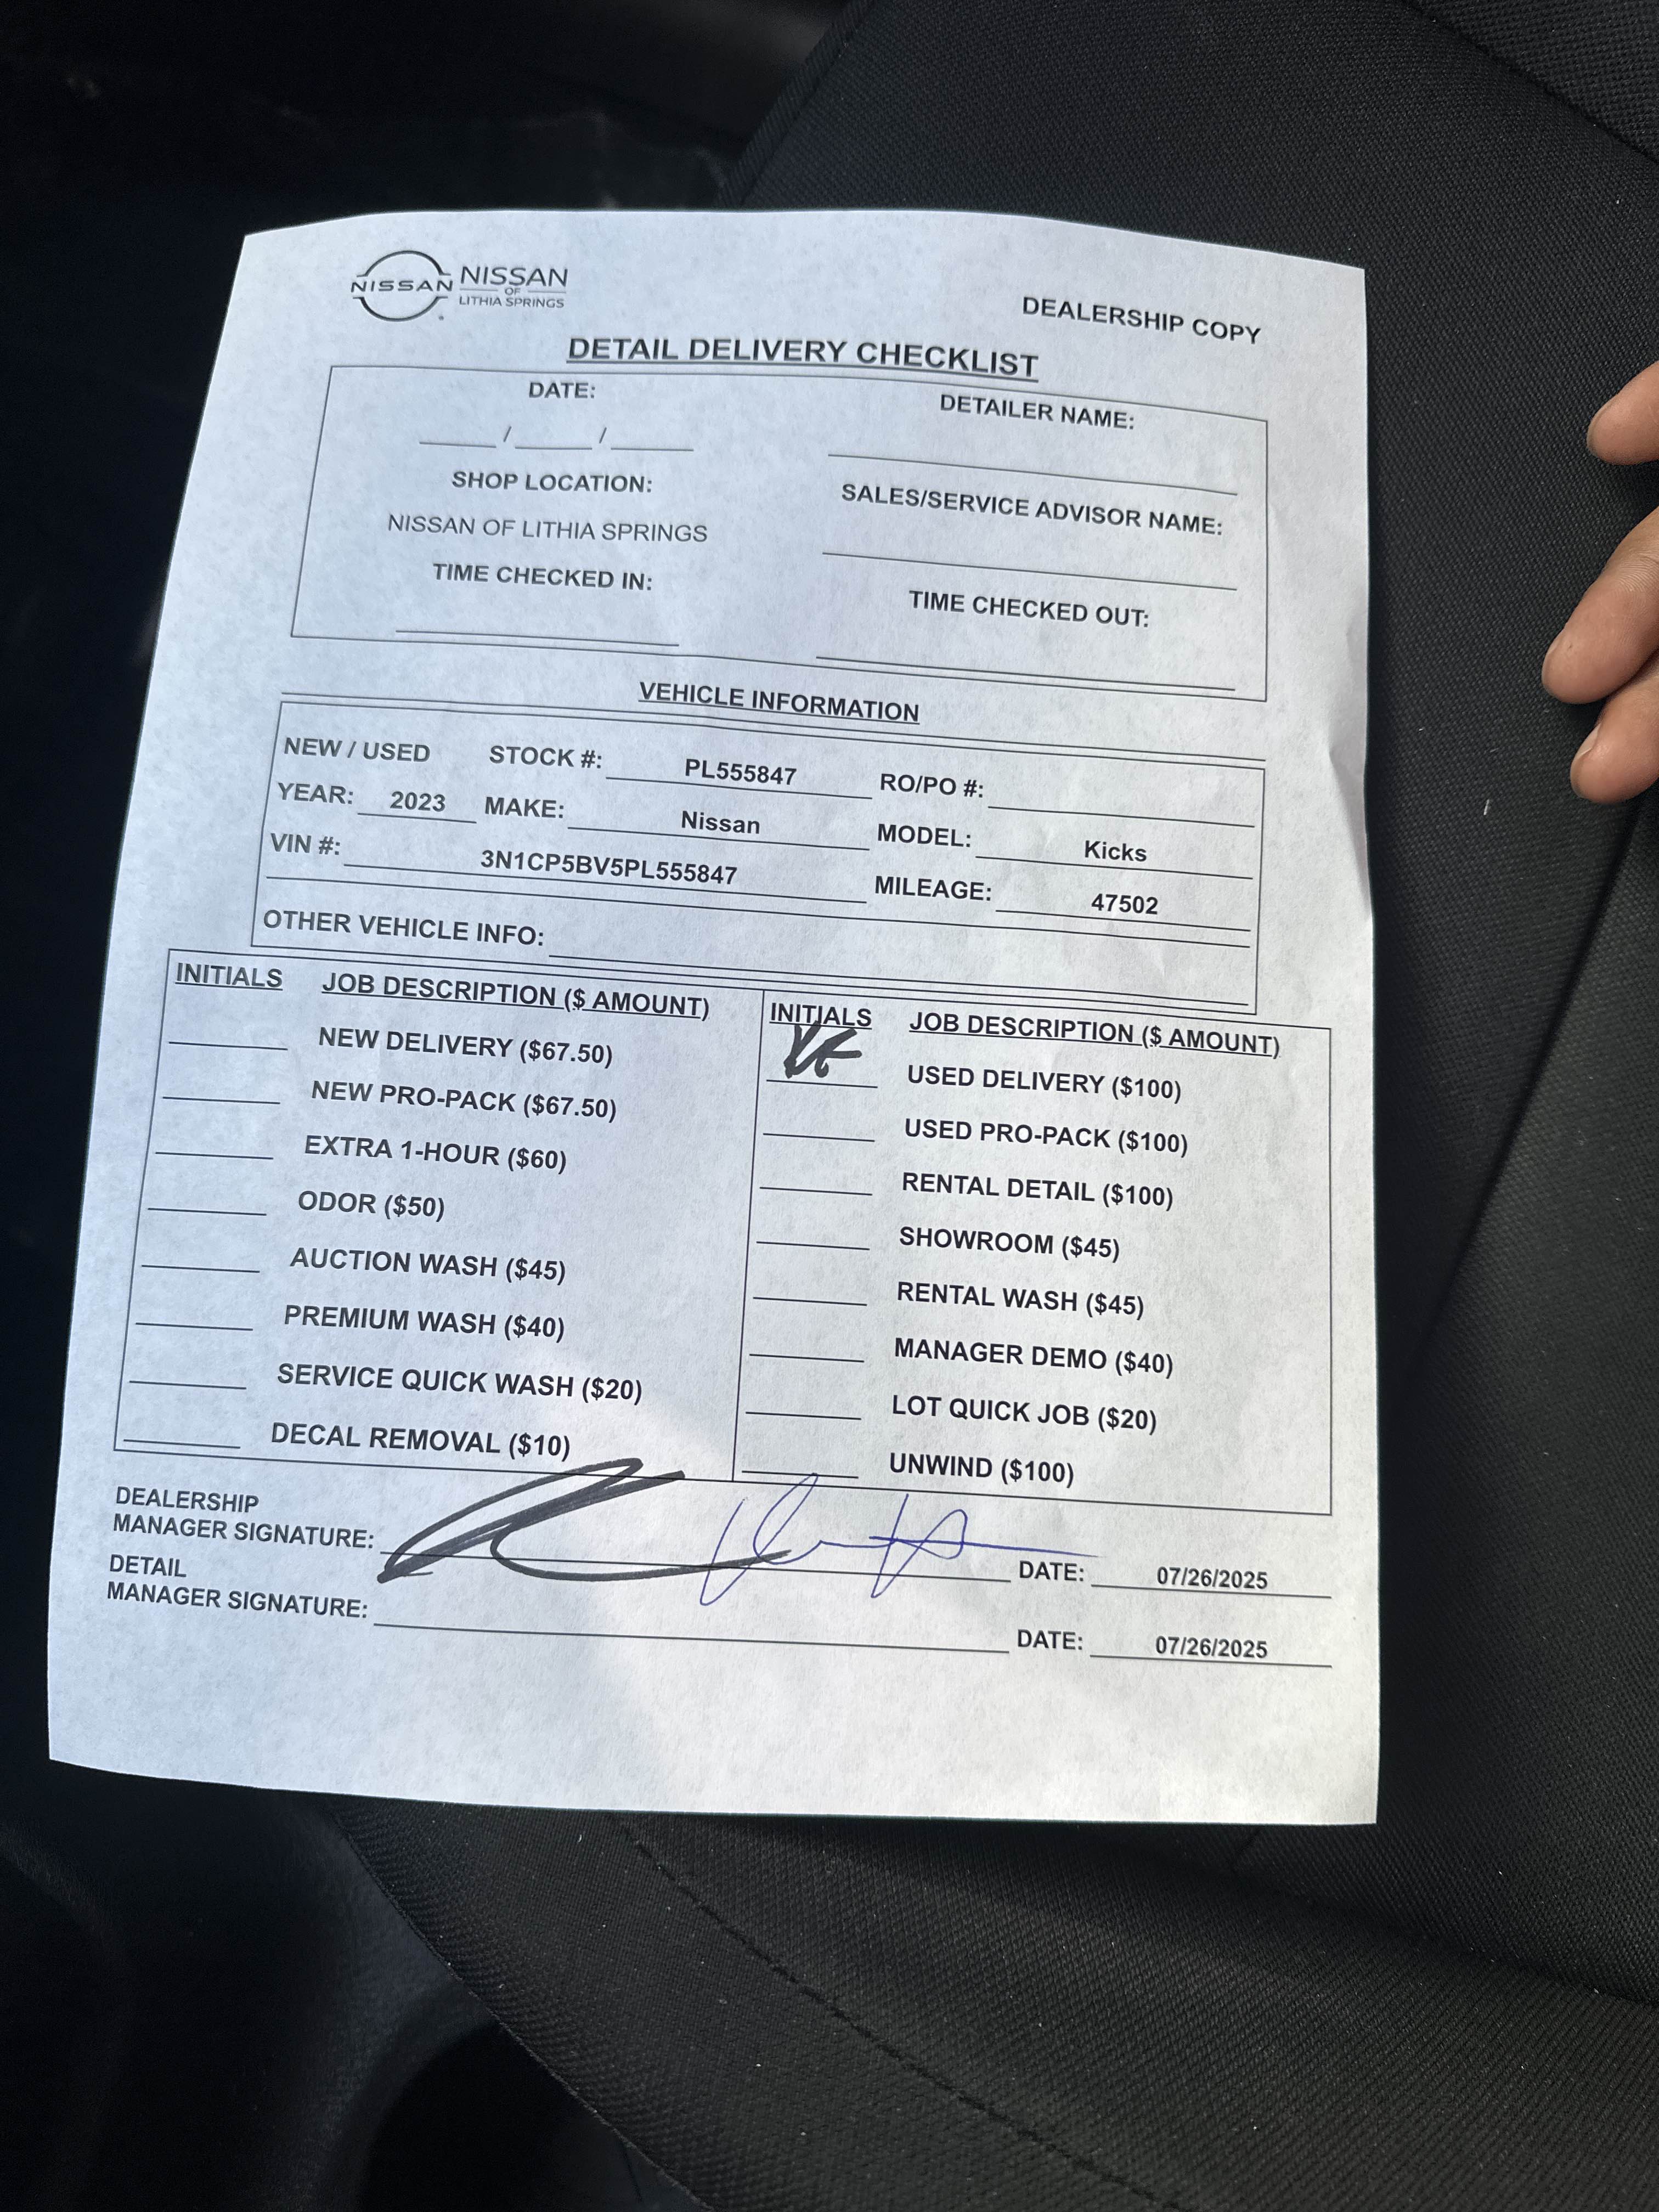 NISSAN NISSAN
OF
LITHIA SPRINGS
DEALERSHIP COPY
DETAIL DELIVERY CHECKLIST
DATE: DETAILER NAME:
/ /
SHOP LOCATION: SALES/SERVICE ADVISOR NAME:
NISSAN OF LITHIA SPRINGS
TIME CHECKED IN: TIME CHECKED OUT:
VEHICLE INFORMATION
NEW / USED STOCK #: PL555847 RO/PO #:
YEAR: 2023 MAKE: Nissan MODEL: Kicks
VIN #: 3N1CP5BV5PL555847 MILEAGE: 47502
OTHER VEHICLE INFO:
INITIALS JOB DESCRIPTION ($ AMOUNT)
NEW DELIVERY ($67.50)
NEW PRO-PACK ($67.50)
EXTRA 1-HOUR ($60)
ODOR ($50)
AUCTION WASH ($45)
PREMIUM WASH ($40)
SERVICE QUICK WASH ($20)
DECAL REMOVAL ($10)
INITIALS JOB DESCRIPTION ($ AMOUNT)
USED DELIVERY ($100)
USED PRO-PACK ($100)
RENTAL DETAIL ($100)
SHOWROOM ($45)
RENTAL WASH ($45)
MANAGER DEMO ($40)
LOT QUICK JOB ($20)
UNWIND ($100)
DEALERSHIP
MANAGER SIGNATURE: DATE: 07/26/2025
DETAIL
MANAGER SIGNATURE: DATE: 07/26/2025